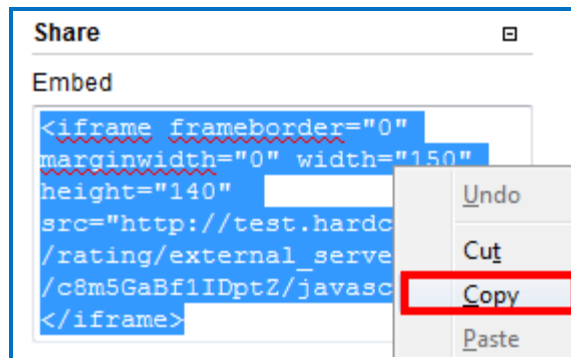 Share
Embed
<iframe frameborder="0"
marginwidth="0" width="150"
height="140"
src="http://test.hardc
/rating/external_serve
/c8m5GaBf1IDptZ/javasc
</iframe>
Undo
Cut
Copy
Paste